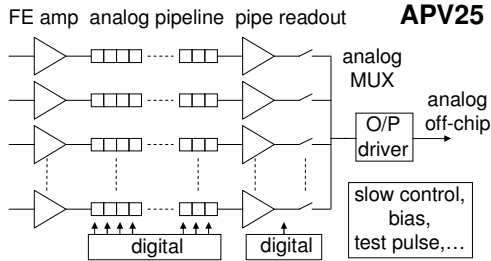 FE amp analog pipeline pipe readout APV25
analog
MUX
analog
off-chip
O/P
driver
slow control,
bias,
test pulse,...
digital
digital